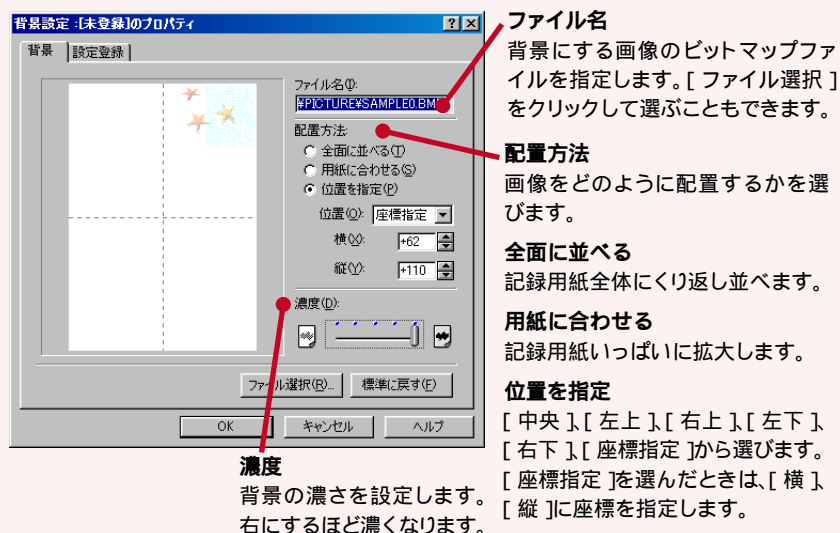 背景設定 :[未登録]のプロパティ
背景
設定登録
ファイル名(I):
¥PICTURE¥SAMPLE0.BM
配置方法:
全面に並べる(T)
用紙に合わせる(S)
位置を指定(P)
位置(O): 座標指定
横(X): +62
縦(Y): +110
濃度(D):
ファイル選択(R)...
標準に戻す(F)
OK
キャンセル
ヘルプ
濃度
背景の濃さを設定します。
右にするほど濃くなります。
ファイル名
背景にする画像のビットマップファ
イルを指定します。[ ファイル選択 ]
をクリックして選ぶこともできます。
配置方法
画像をどのように配置するかを選
びます。
全面に並べる
記録用紙全体にくり返し並べます。
用紙に合わせる
記録用紙いっぱいに拡大します。
位置を指定
[ 中央 ]、[ 左上 ]、[ 右上 ]、[ 左下 ]、
[ 右下 ]、[ 座標指定 ]から選びます。
[ 座標指定 ]を選んだときは、[ 横 ]、
[ 縦 ]に座標を指定します。